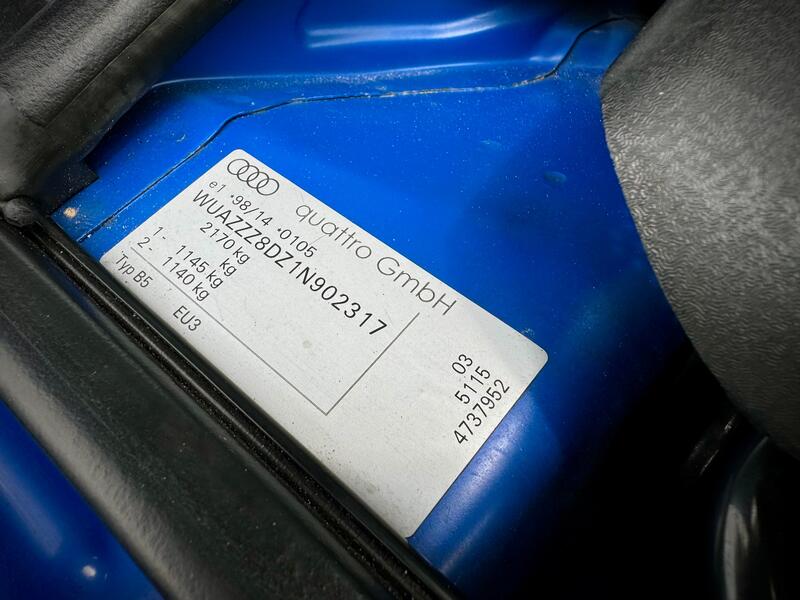 quattro GmbH
e1 *98/14 *0105
WUAZZZ8DZ1N902317
2170 kg
kg
1- 1145 kg
2- 1140 kg
Typ B5
EU3
03
5115
4737952